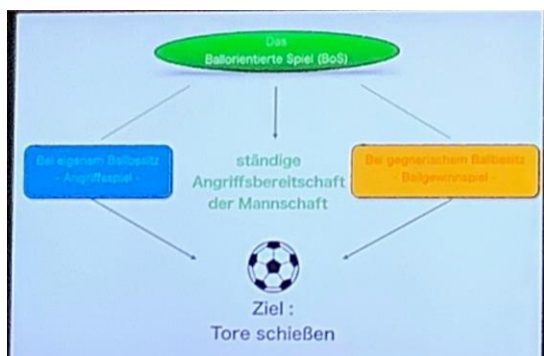 Das
Ballorientierte Spiel (BoS)
Bei eigenem Ballbesitz
- Angriffsspiel -
ständige
Angriffsbereitschaft
der Mannschaft
Bei gegnerischem Ballbesitz
- Ballgewinnspiel -
Ziel :
Tore schießen